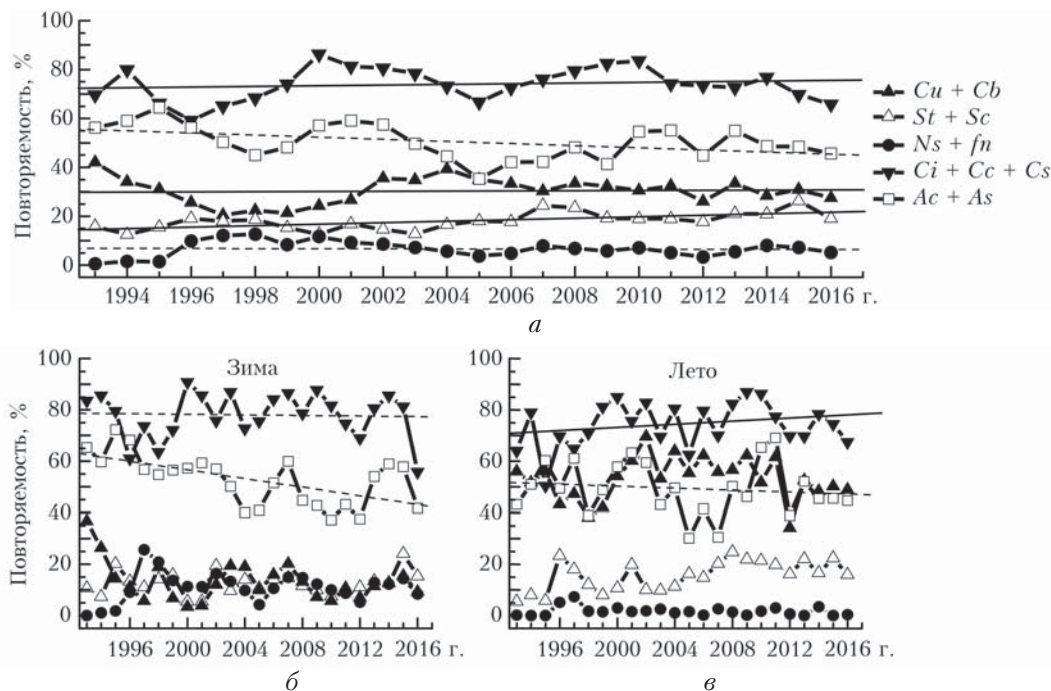 Повторяемость, %
100
80
60
40
20
0
1994 1996 1998 2000 2002 2004 2006 2008 2010 2012 2014 2016 г.
Cu + Cb
St + Sc
Ns + fn
Ci + Cc + Cs
Ac + As
а
Повторяемость, %
Зима
100
80
60
40
20
0
1996 2000 2004 2008 2012 2016 г.
б
Лето
100
80
60
40
20
0
1996 2000 2004 2008 2012 2016 г.
в